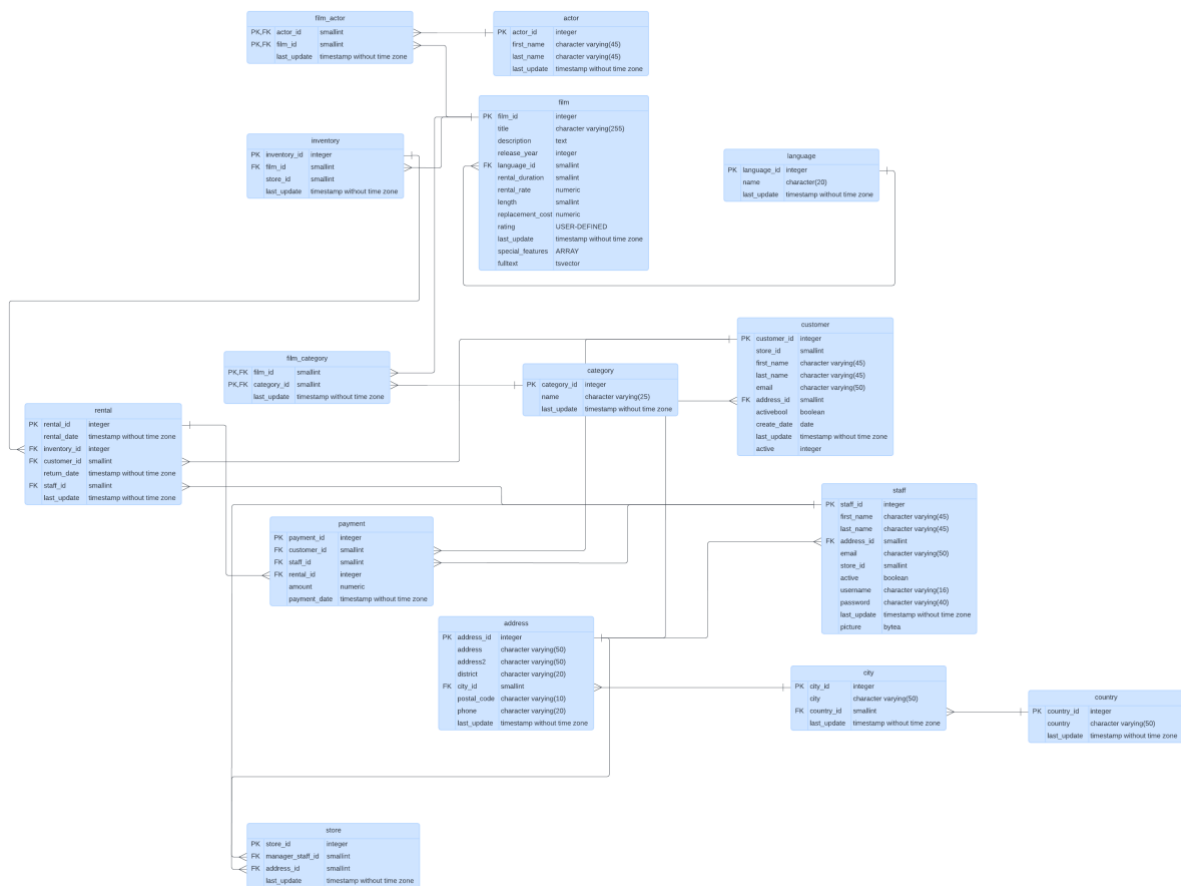 film_actor
PK,FK actor_id smallint
PK,FK film_id smallint
last_update timestamp without time zone
actor
PK actor_id integer
first_name character varying(45)
last_name character varying(45)
last_update timestamp without time zone
film
PK film_id integer
title character varying(255)
description text
release_year integer
FK language_id smallint
rental_duration smallint
rental_rate numeric
length smallint
replacement_cost numeric
rating USER-DEFINED
last_update timestamp without time zone
special_features ARRAY
fulltext tsvector
inventory
PK inventory_id integer
FK film_id smallint
store_id smallint
last_update timestamp without time zone
language
PK language_id integer
name character(20)
last_update timestamp without time zone
customer
PK customer_id integer
store_id smallint
first_name character varying(45)
last_name character varying(45)
email character varying(50)
FK address_id smallint
activebool boolean
create_date date
last_update timestamp without time zone
active integer
film_category
PK,FK film_id smallint
PK,FK category_id smallint
last_update timestamp without time zone
category
PK category_id integer
name character varying(25)
last_update timestamp without time zone
rental
PK rental_id integer
rental_date timestamp without time zone
FK inventory_id integer
FK customer_id smallint
return_date timestamp without time zone
FK staff_id smallint
last_update timestamp without time zone
staff
PK staff_id integer
first_name character varying(45)
last_name character varying(45)
FK address_id smallint
email character varying(50)
store_id smallint
active boolean
username character varying(16)
password character varying(40)
last_update timestamp without time zone
picture bytea
payment
PK payment_id integer
FK customer_id smallint
FK staff_id smallint
FK rental_id integer
amount numeric
payment_date timestamp without time zone
address
PK address_id integer
address character varying(50)
address2 character varying(50)
district character varying(20)
FK city_id smallint
postal_code character varying(10)
phone character varying(20)
last_update timestamp without time zone
city
PK city_id integer
city character varying(50)
FK country_id smallint
last_update timestamp without time zone
country
PK country_id integer
country character varying(50)
last_update timestamp without time zone
store
PK store_id integer
FK manager_staff_id smallint
FK address_id smallint
last_update timestamp without time zone